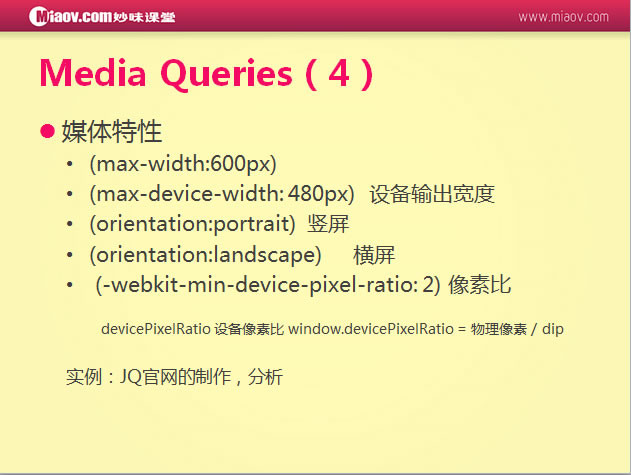 Miaov.com妙味课堂
www.miaov.com
Media Queries ( 4 )
媒体特性
• (max-width:600px)
• (max-device-width: 480px) 设备输出宽度
• (orientation:portrait) 竖屏
• (orientation:landscape) 横屏
• (-webkit-min-device-pixel-ratio: 2) 像素比
devicePixelRatio 设备像素比 window.devicePixelRatio = 物理像素 / dip
实例：JQ官网的制作，分析